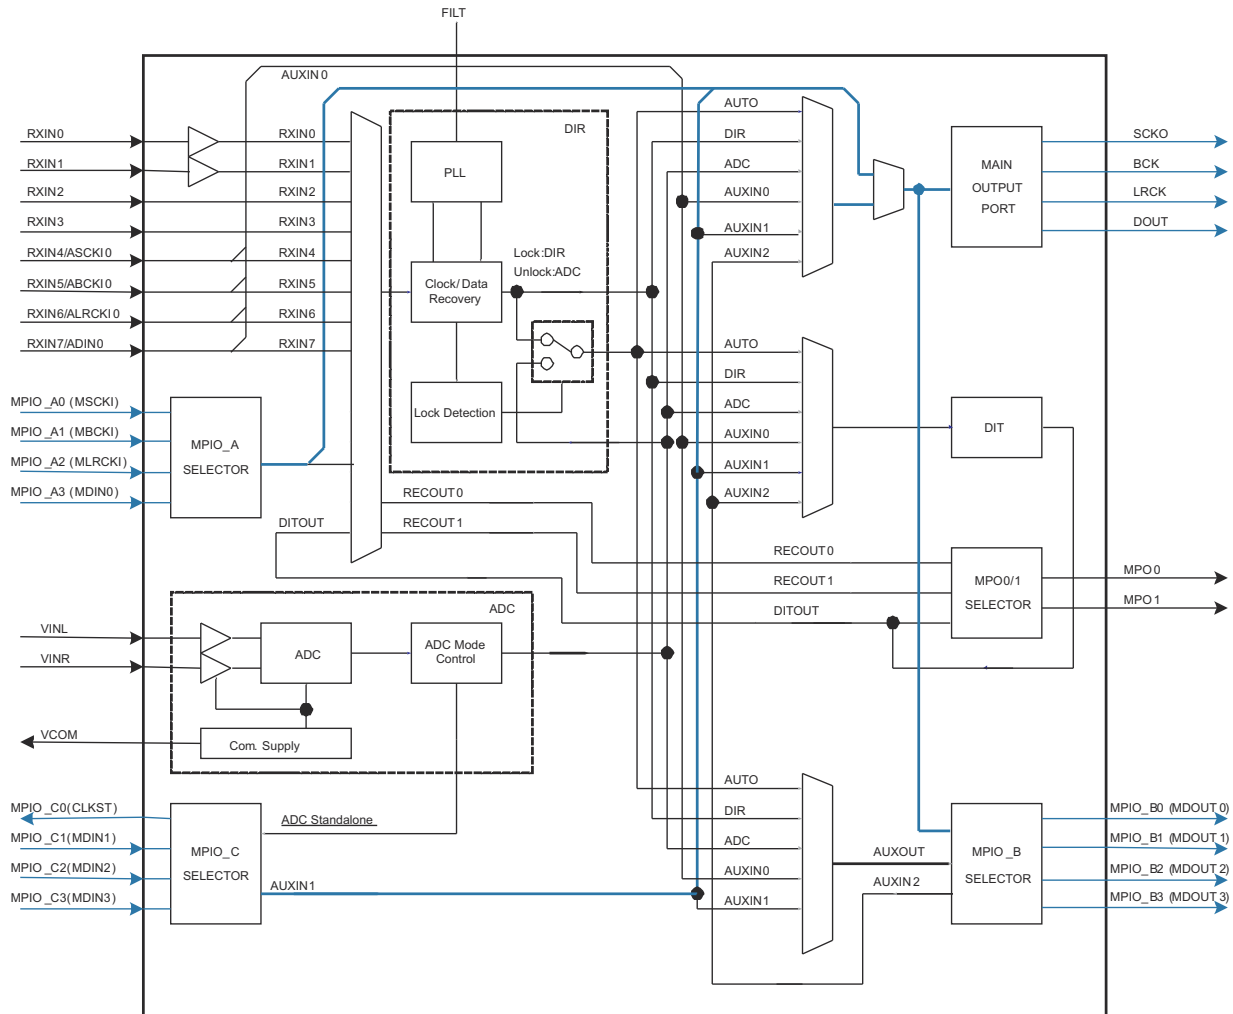 FILT
AUXIN0
RXIN0
RXIN1
RXIN2
RXIN3
RXIN4/ASCKI0
RXIN5/ABCKI0
RXIN6/ALRCKI0
RXIN7/ADIN0
RXIN0
RXIN1
RXIN2
RXIN3
RXIN4
RXIN5
RXIN6
RXIN7
DIR
PLL
Clock/Data
Recovery
Lock:DIR
Unlock:ADC
Lock Detection
AUTO
DIR
ADC
AUXIN0
AUXIN1
AUXIN2
MAIN
OUTPUT
PORT
SCKO
BCK
LRCK
DOUT
MPIO_A0 (MSCKI)
MPIO_A1 (MBCKI)
MPIO_A2 (MLRCKI)
MPIO_A3 (MDIN0)
MPIO_A
SELECTOR
AUTO
DIR
ADC
AUXIN0
AUXIN1
AUXIN2
DIT
RECOUT0
RECOUT1
DITOUT
RECOUT0
RECOUT1
DITOUT
MPO0/1
SELECTOR
MPO0
MPO1
ADC
VINL
VINR
VCOM
ADC
ADC Mode
Control
Com. Supply
MPIO_C0(CLKST)
MPIO_C1(MDIN1)
MPIO_C2(MDIN2)
MPIO_C3(MDIN3)
MPIO_C
SELECTOR
ADC Standalone
AUXIN1
AUTO
DIR
ADC
AUXIN0
AUXIN1
AUXOUT
AUXIN2
MPIO_B
SELECTOR
MPIO_B0 (MDOUT0)
MPIO_B1 (MDOUT1)
MPIO_B2 (MDOUT2)
MPIO_B3 (MDOUT3)